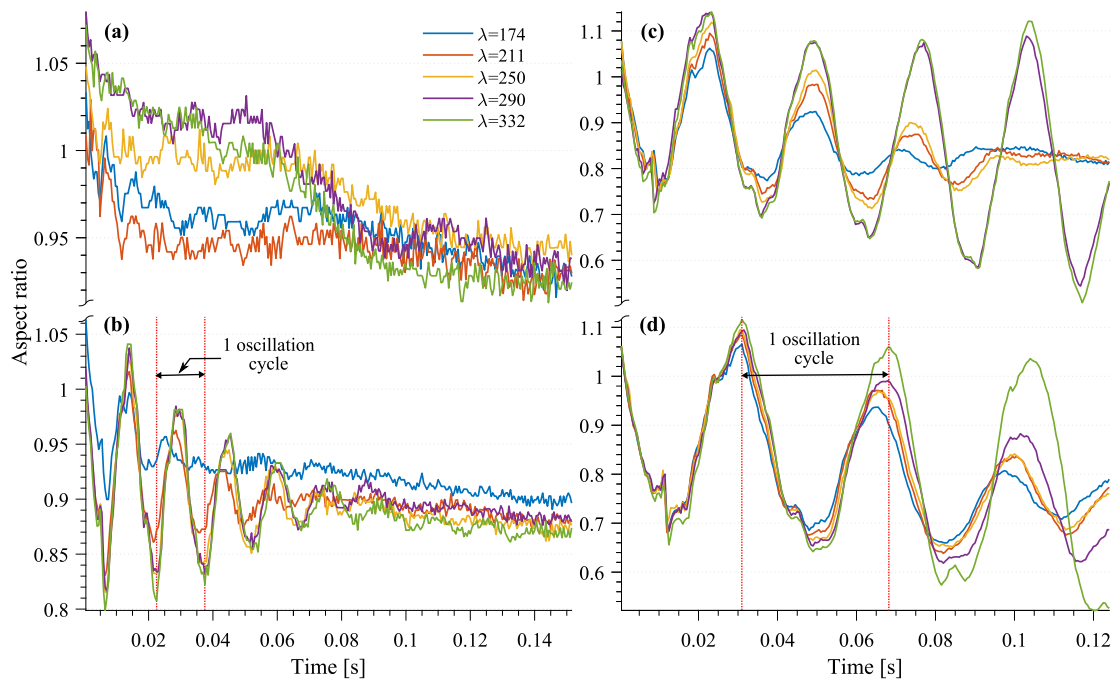 (a)
λ=174
λ=211
λ=250
λ=290
λ=332
1.05
1
0.95
(c)
1.1
1
0.9
0.8
0.7
0.6
Aspect ratio
(b)
1 oscillation
cycle
1.05
1
0.95
0.9
0.85
0.8
0.02
0.04
0.06
0.08
0.1
0.12
0.14
Time [s]
(d)
1 oscillation
cycle
1.1
1
0.9
0.8
0.7
0.6
0.02
0.04
0.06
0.08
0.1
0.12
Time [s]